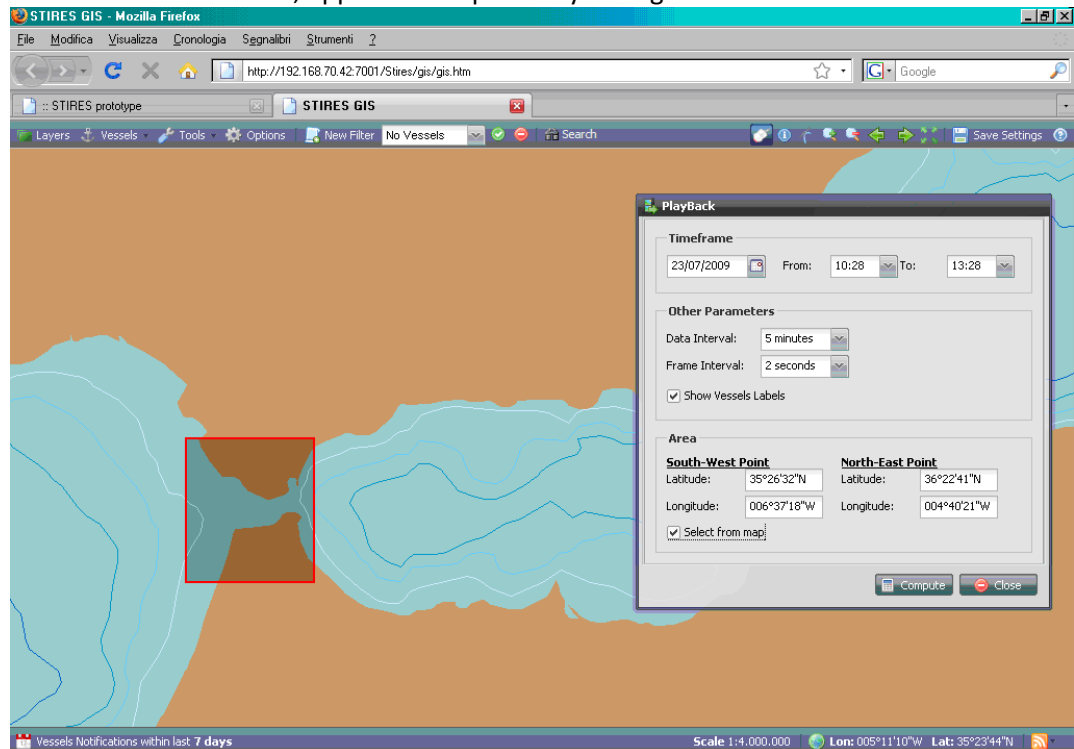 STIRES GIS - Mozilla Firefox
File Modifica Visualizza Cronologia Segnalibri Strumenti ?
http://192.168.70.42:7001/Stires/gis/gis.htm G Google
:: STIRES prototype STIRES GIS
Layers Vessels Tools Options New Filter No Vessels Search Save Settings ?
PlayBack
Timeframe
23/07/2009 From: 10:28 To: 13:28
Other Parameters
Data Interval: 5 minutes
Frame Interval: 2 seconds
Show Vessels Labels
Area
South-West Point North-East Point
Latitude: 35°26'32"N Latitude: 36°22'41"N
Longitude: 006°37'18"W Longitude: 004°40'21"W
Select from map
Compute Close
Vessels Notifications within last 7 days Scale 1:4.000.000 Lon: 005°11'10"W Lat: 35°23'44"N